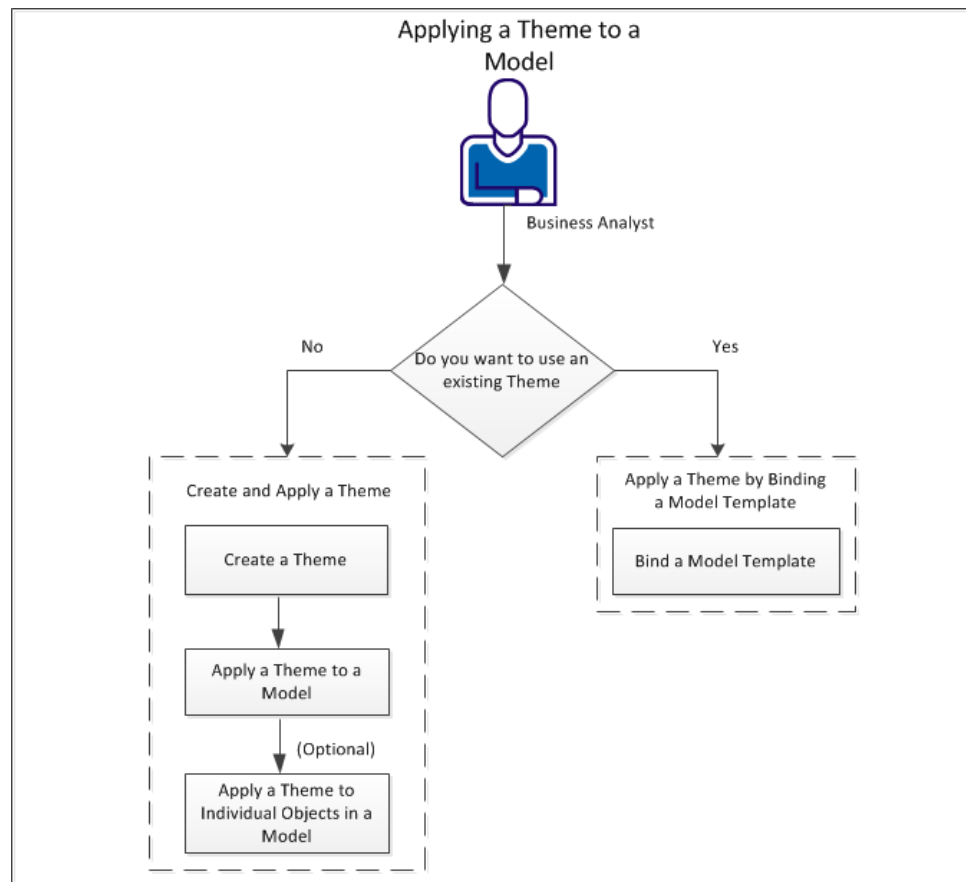 Applying a Theme to a
Model
Business Analyst
No
Yes
Do you want to use an
existing Theme
Create and Apply a Theme
Create a Theme
Apply a Theme to a
Model
(Optional)
Apply a Theme to
Individual Objects in a
Model
Apply a Theme by Binding
a Model Template
Bind a Model Template